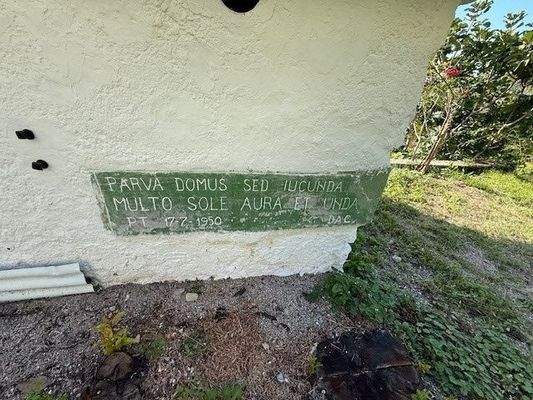 PARVA DOMUS SED IUCUNDA
MULTO SOLE AURA ET UNDA
PT 17-7-1950 DAC